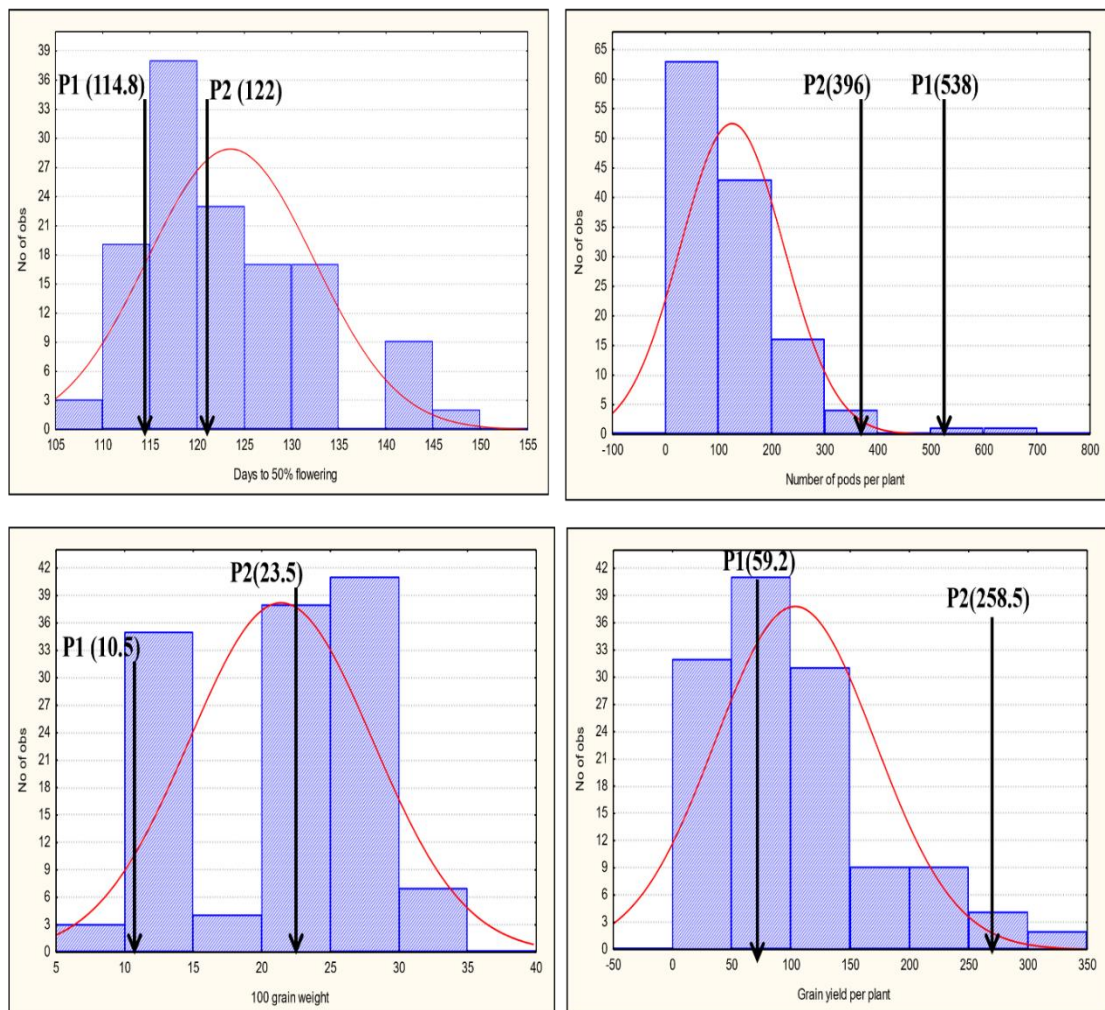 P1 (114.8)
P2 (122)
No of obs
39
36
33
30
27
24
21
18
15
12
9
6
3
0
105 110 115 120 125 130 135 140 145 150 155
Days to 50% flowering
P2(396)
P1(538)
No of obs
65
60
55
50
45
40
35
30
25
20
15
10
5
0
-100 0 100 200 300 400 500 600 700 800
Number of pods per plant
P2(23.5)
P1 (10.5)
No of obs
42
39
36
33
30
27
24
21
18
15
12
9
6
3
0
5 10 15 20 25 30 35 40
100 grain weight
P1(59.2)
P2(258.5)
No of obs
42
39
36
33
30
27
24
21
18
15
12
9
6
3
0
-50 0 50 100 150 200 250 300 350
Grain yield per plant